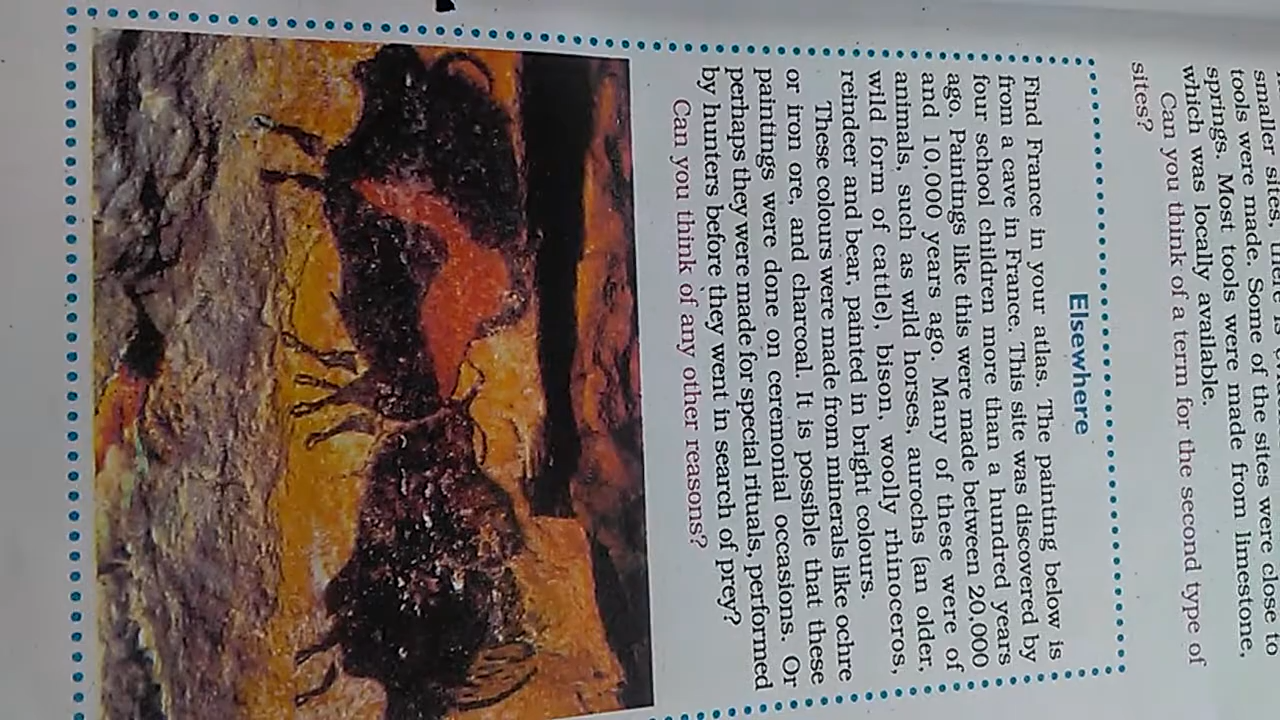 smaller sites,
tools were made. Some of the sites were close to
springs. Most tools were made from limestone,
which was locally available.
Can you think of a term for the second type of
sites?
Elsewhere
Find France in your atlas. The painting below is
from a cave in France. This site was discovered by
four school children more than a hundred years
ago. Paintings like this were made between 20,000
and 10,000 years ago. Many of these were of
animals, such as wild horses, aurochs (an older,
wild form of cattle), bison, woolly rhinoceros,
reindeer and bear, painted in bright colours.
These colours were made from minerals like ochre
or iron ore, and charcoal. It is possible that these
paintings were done on ceremonial occasions. Or
perhaps they were made for special rituals, performed
by hunters before they went in search of prey?
Can you think of any other reasons?